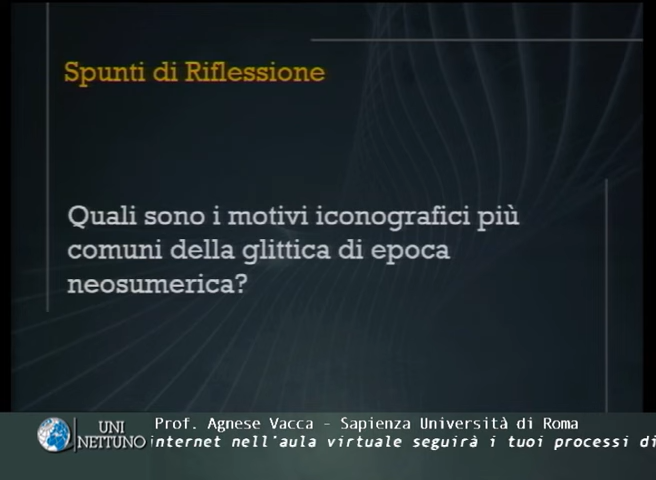 Spunti di Riflessione
Quali sono i motivi iconografici più
comuni della glittica di epoca
neosumerica?
UNI
NETTUNO
Prof. Agnese Vacca - Sapienza Università di Roma
internet nell'aula virtuale seguirà i tuoi processi di